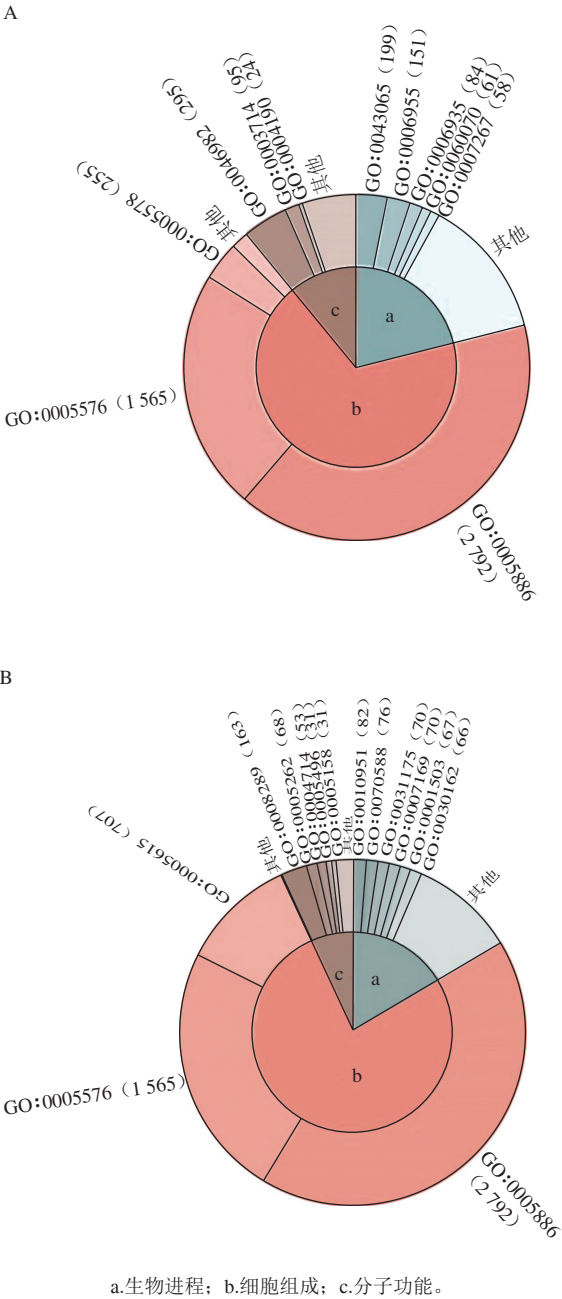 A
GO:0043065（199）
GO:0006955（151）
GO:0006935（84）
GO:0060070（61）
GO:0007267（58）
其他
GO:0005886
（2 792）
GO:0005576（1 565）
GO:0005578（255）
其他
GO:0046982（295）
GO:0003714（95）
GO:0004190（24）
其他
a
b
c
B
GO:0010951（82）
GO:0070588（76）
GO:0031175（70）
GO:0007169（70）
GO:0001503（67）
GO:0030162（66）
其他
GO:0005886
（2 792）
GO:0005576（1 565）
GO:0005615（707）
其他
GO:0008289（163）
GO:0005262（68）
GO:0004714（53）
GO:0005496（31）
GO:0005158（31）
其他
a
b
c
a.生物进程；b.细胞组成；c.分子功能。